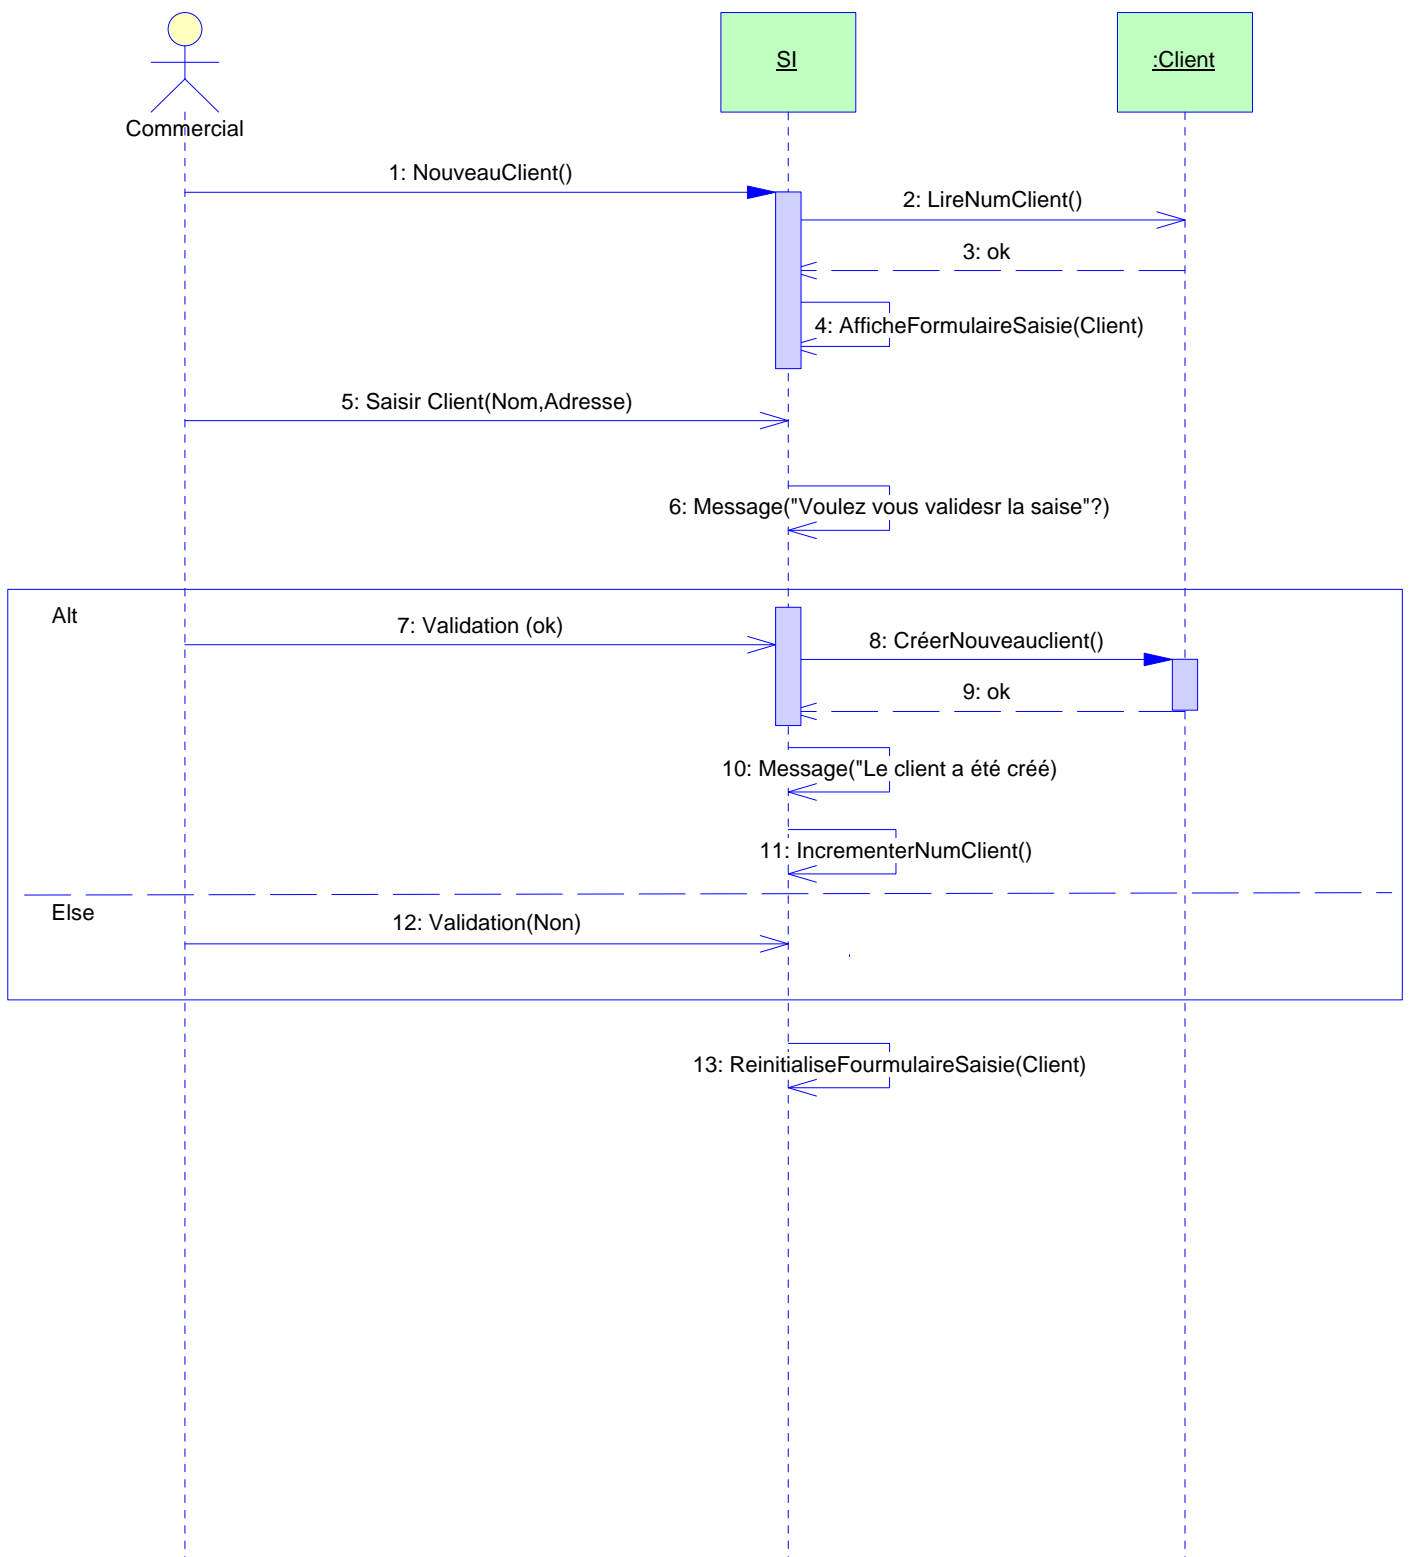 SI
:Client
Commercial
1: NouveauClient()
2: LireNumClient()
3: ok
4: AfficheFormulaireSaisie(Client)
5: Saisir Client(Nom,Adresse)
6: Message("Voulez vous validesr la saise"?)
Alt
7: Validation (ok)
8: CréerNouveauclient()
9: ok
10: Message("Le client a été créé)
11: IncrementerNumClient()
Else
12: Validation(Non)
13: ReinitialiseFourmulaireSaisie(Client)